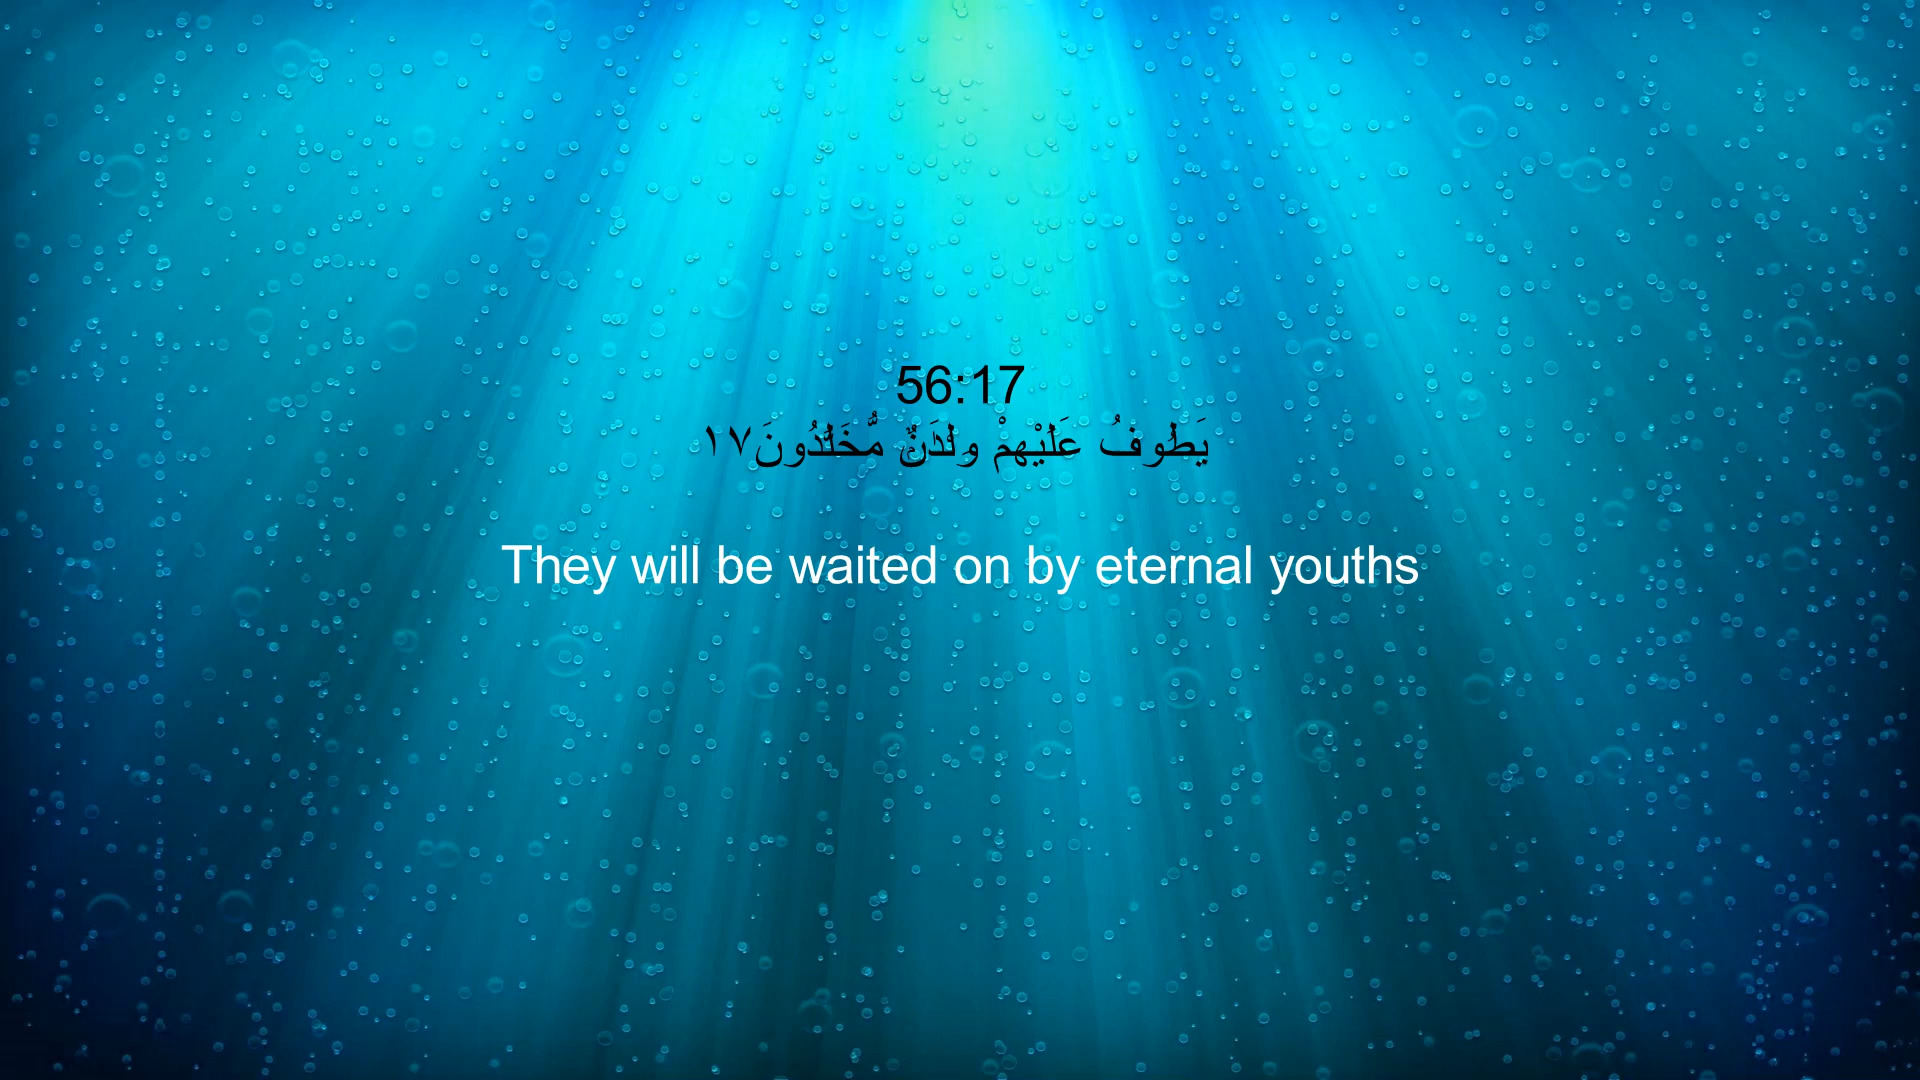 56:17
يَطُوفُ عَلَيْهِمْ وِلْدَٰنٌ مُّخَلَّدُونَ١٧
They will be waited on by eternal youths